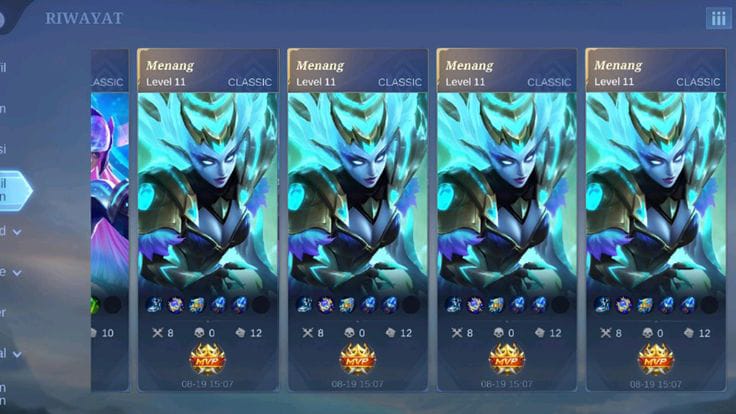 RIWAYAT
Menang
Level 11 CLASSIC
8 0 12
MVP
08-19 15:07
Menang
Level 11 CLASSIC
8 0 12
MVP
08-19 15:07
Menang
Level 11 CLASSIC
8 0 12
MVP
08-19 15:07
Menang
Level 11 CLASSIC
8 0 12
MVP
08-19 15:07
10